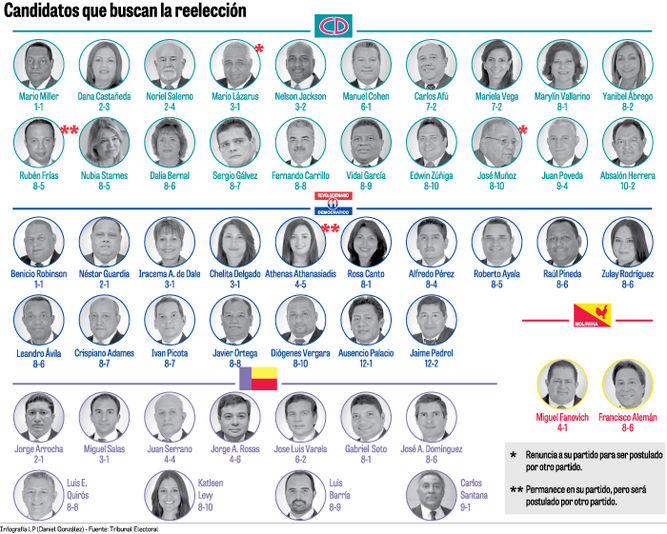 Candidatos que buscan la reelección
CD
*
Mario Miller Dana Castañeda Noriel Salerno Mario Lázarus Nelson Jackson Manuel Cohen Carlos Afú Mariela Vega Marylín Vallarino Yanibel Ábrego
1-1 2-3 2-4 3-1 3-2 6-1 7-2 7-2 8-1 8-2
** *
Rubén Frías Nubia Starnes Dalia Bernal Sergio Gálvez Fernando Carrillo Vidal García Edwin Zúñiga José Muñoz Juan Poveda Absalón Herrera
8-5 8-5 8-6 8-7 8-8 8-9 8-10 8-10 9-4 10-2
REVOLUCIONARIO
DEMOCRÁTICO
**
Benicio Robinson Néstor Guardia Iracema A. de Dale Chelita Delgado Athenas Athanasiadis Rosa Canto Alfredo Pérez Roberto Ayala Raúl Pineda Zulay Rodríguez
1-1 2-1 3-1 3-1 4-5 8-1 8-4 8-5 8-6 8-6
Leandro Ávila Crispiano Adames Ivan Picota Javier Ortega Diógenes Vergara Ausencio Palacio Jaime Pedrol
8-6 8-7 8-7 8-8 8-10 12-1 12-2
MOLIRENA
Miguel Fanovich Francisco Alemán
4-1 8-6
Jorge Arrocha Miguel Salas Juan Serrano Jorge A. Rosas Jose Luis Varela Gabriel Soto José A. Domínguez
2-1 3-1 4-4 4-6 6-2 8-1 8-6
Luis E.
Quirós
8-8
Katleen
Levy
8-10
Luis
Barría
8-9
Carlos
Santana
9-1
* Renuncia a su partido para ser postulado
por otro partido.
** Permanece en su partido, pero será
postulado por otro partido.
Infografía LP (Daniel González) - Fuente: Tribunal Electoral.